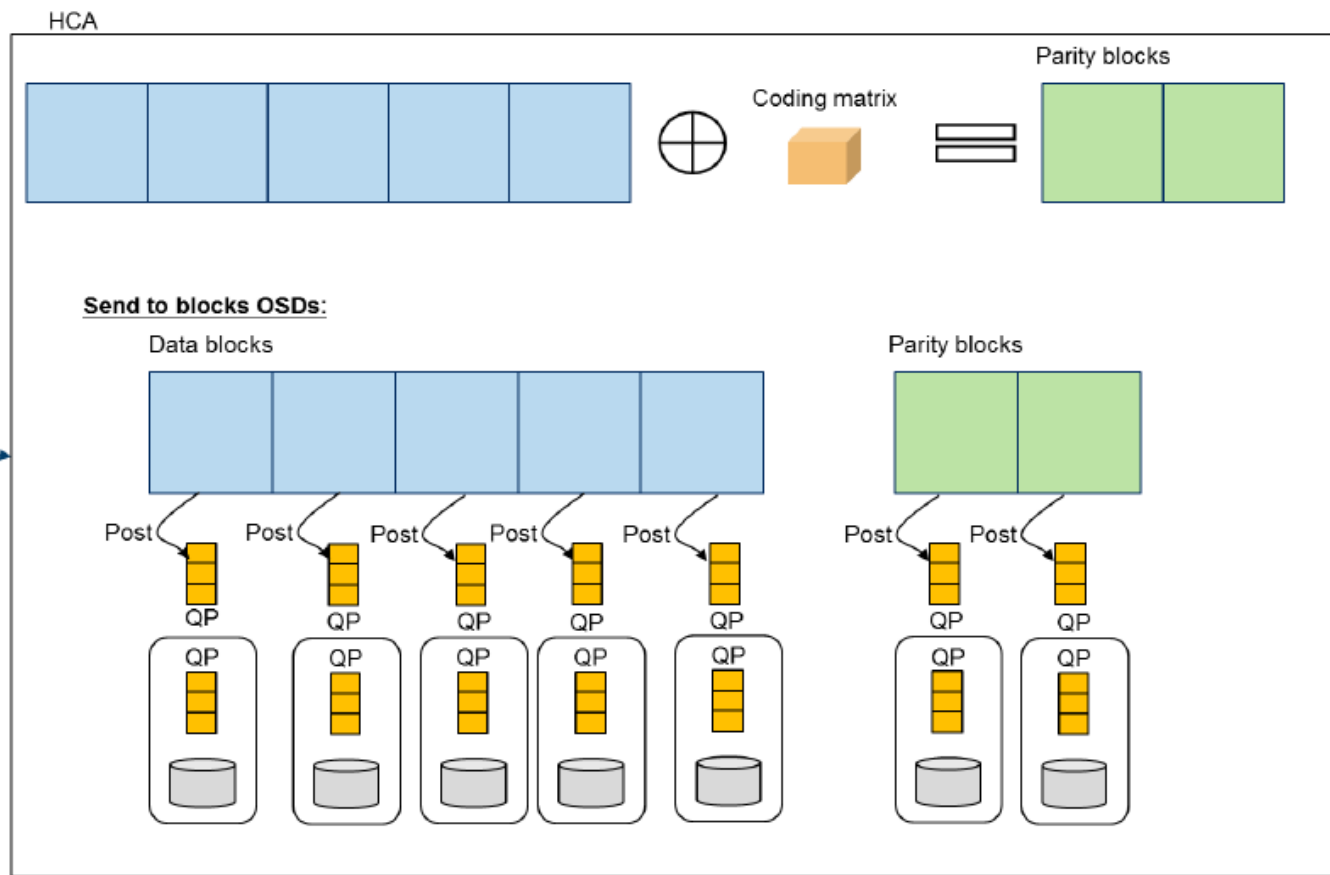 HCA
Parity blocks
Coding matrix
Send to blocks OSDs:
Data blocks
Parity blocks
Post
Post
Post
Post
Post
Post
Post
QP
QP
QP
QP
QP
QP
QP
QP
QP
QP
QP
QP
QP
QP